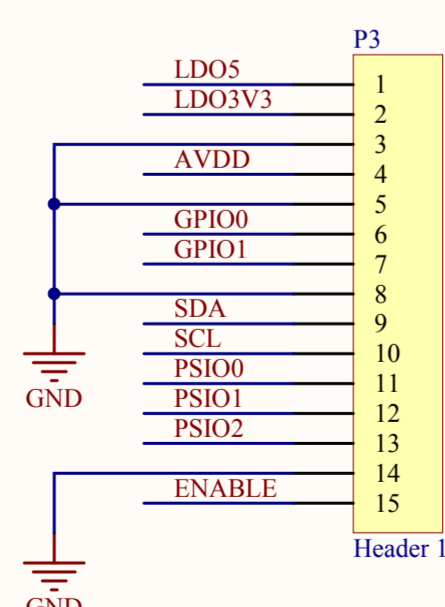 P3
LDO5 1
LDO3V3 2
3
AVDD 4
5
GPIO0 6
GPIO1 7
8
SDA 9
SCL 10
PSIO0 11
PSIO1 12
PSIO2 13
14
ENABLE 15
GND
Header 1
GND